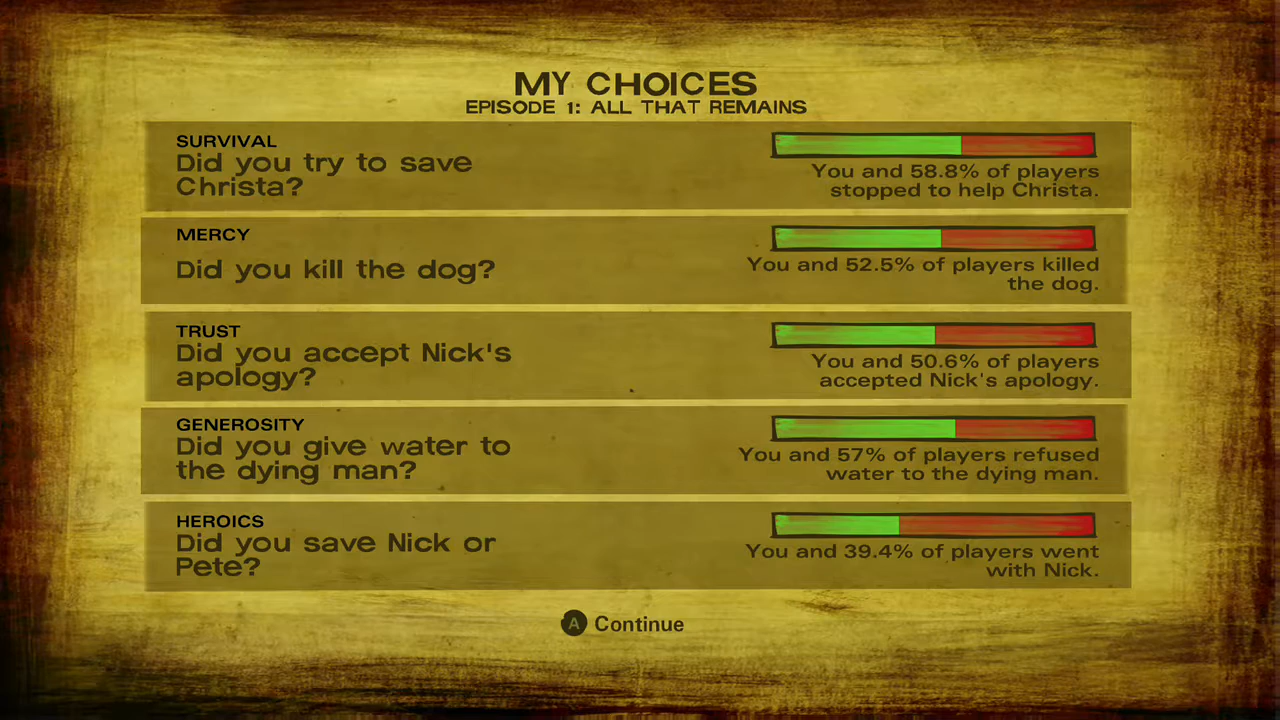 MY CHOICES
EPISODE 1: ALL THAT REMAINS
SURVIVAL
Did you try to save
Christa?
You and 58.8% of players
stopped to help Christa.
MERCY
Did you kill the dog?
You and 52.5% of players killed
the dog.
TRUST
Did you accept Nick's
apology?
You and 50.6% of players
accepted Nick's apology.
GENEROSITY
Did you give water to
the dying man?
You and 57% of players refused
water to the dying man.
HEROICS
Did you save Nick or
Pete?
You and 39.4% of players went
with Nick.
A Continue